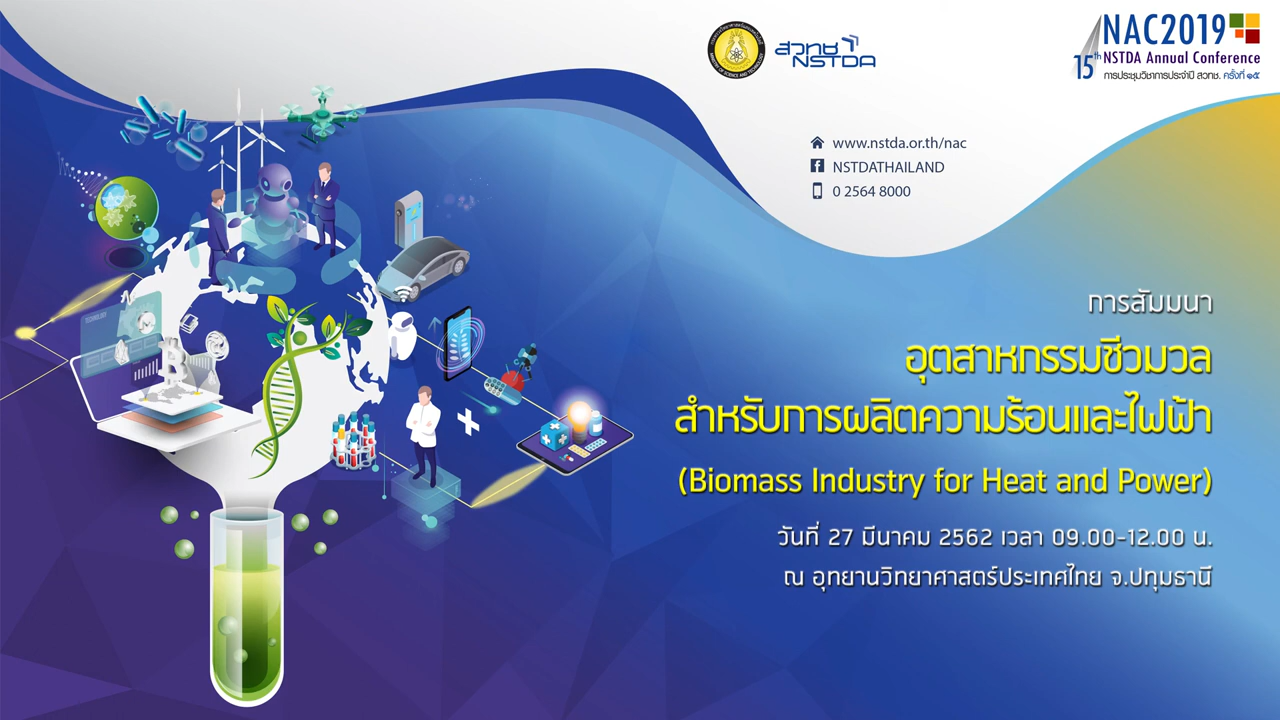 สวทช
NSTDA
NAC2019
15th NSTDA Annual Conference
การประชุมวิชาการประจำปี สวทช. ครั้งที่ ๑๕
www.nstda.or.th/nac
NSTDATHAILAND
0 2564 8000
การสัมมนา
อุตสาหกรรมชีวมวล
สำหรับการผลิตความร้อนและไฟฟ้า
(Biomass Industry for Heat and Power)
วันที่ 27 มีนาคม 2562 เวลา 09.00-12.00 น.
ณ อุทยานวิทยาศาสตร์ประเทศไทย จ.ปทุมธานี